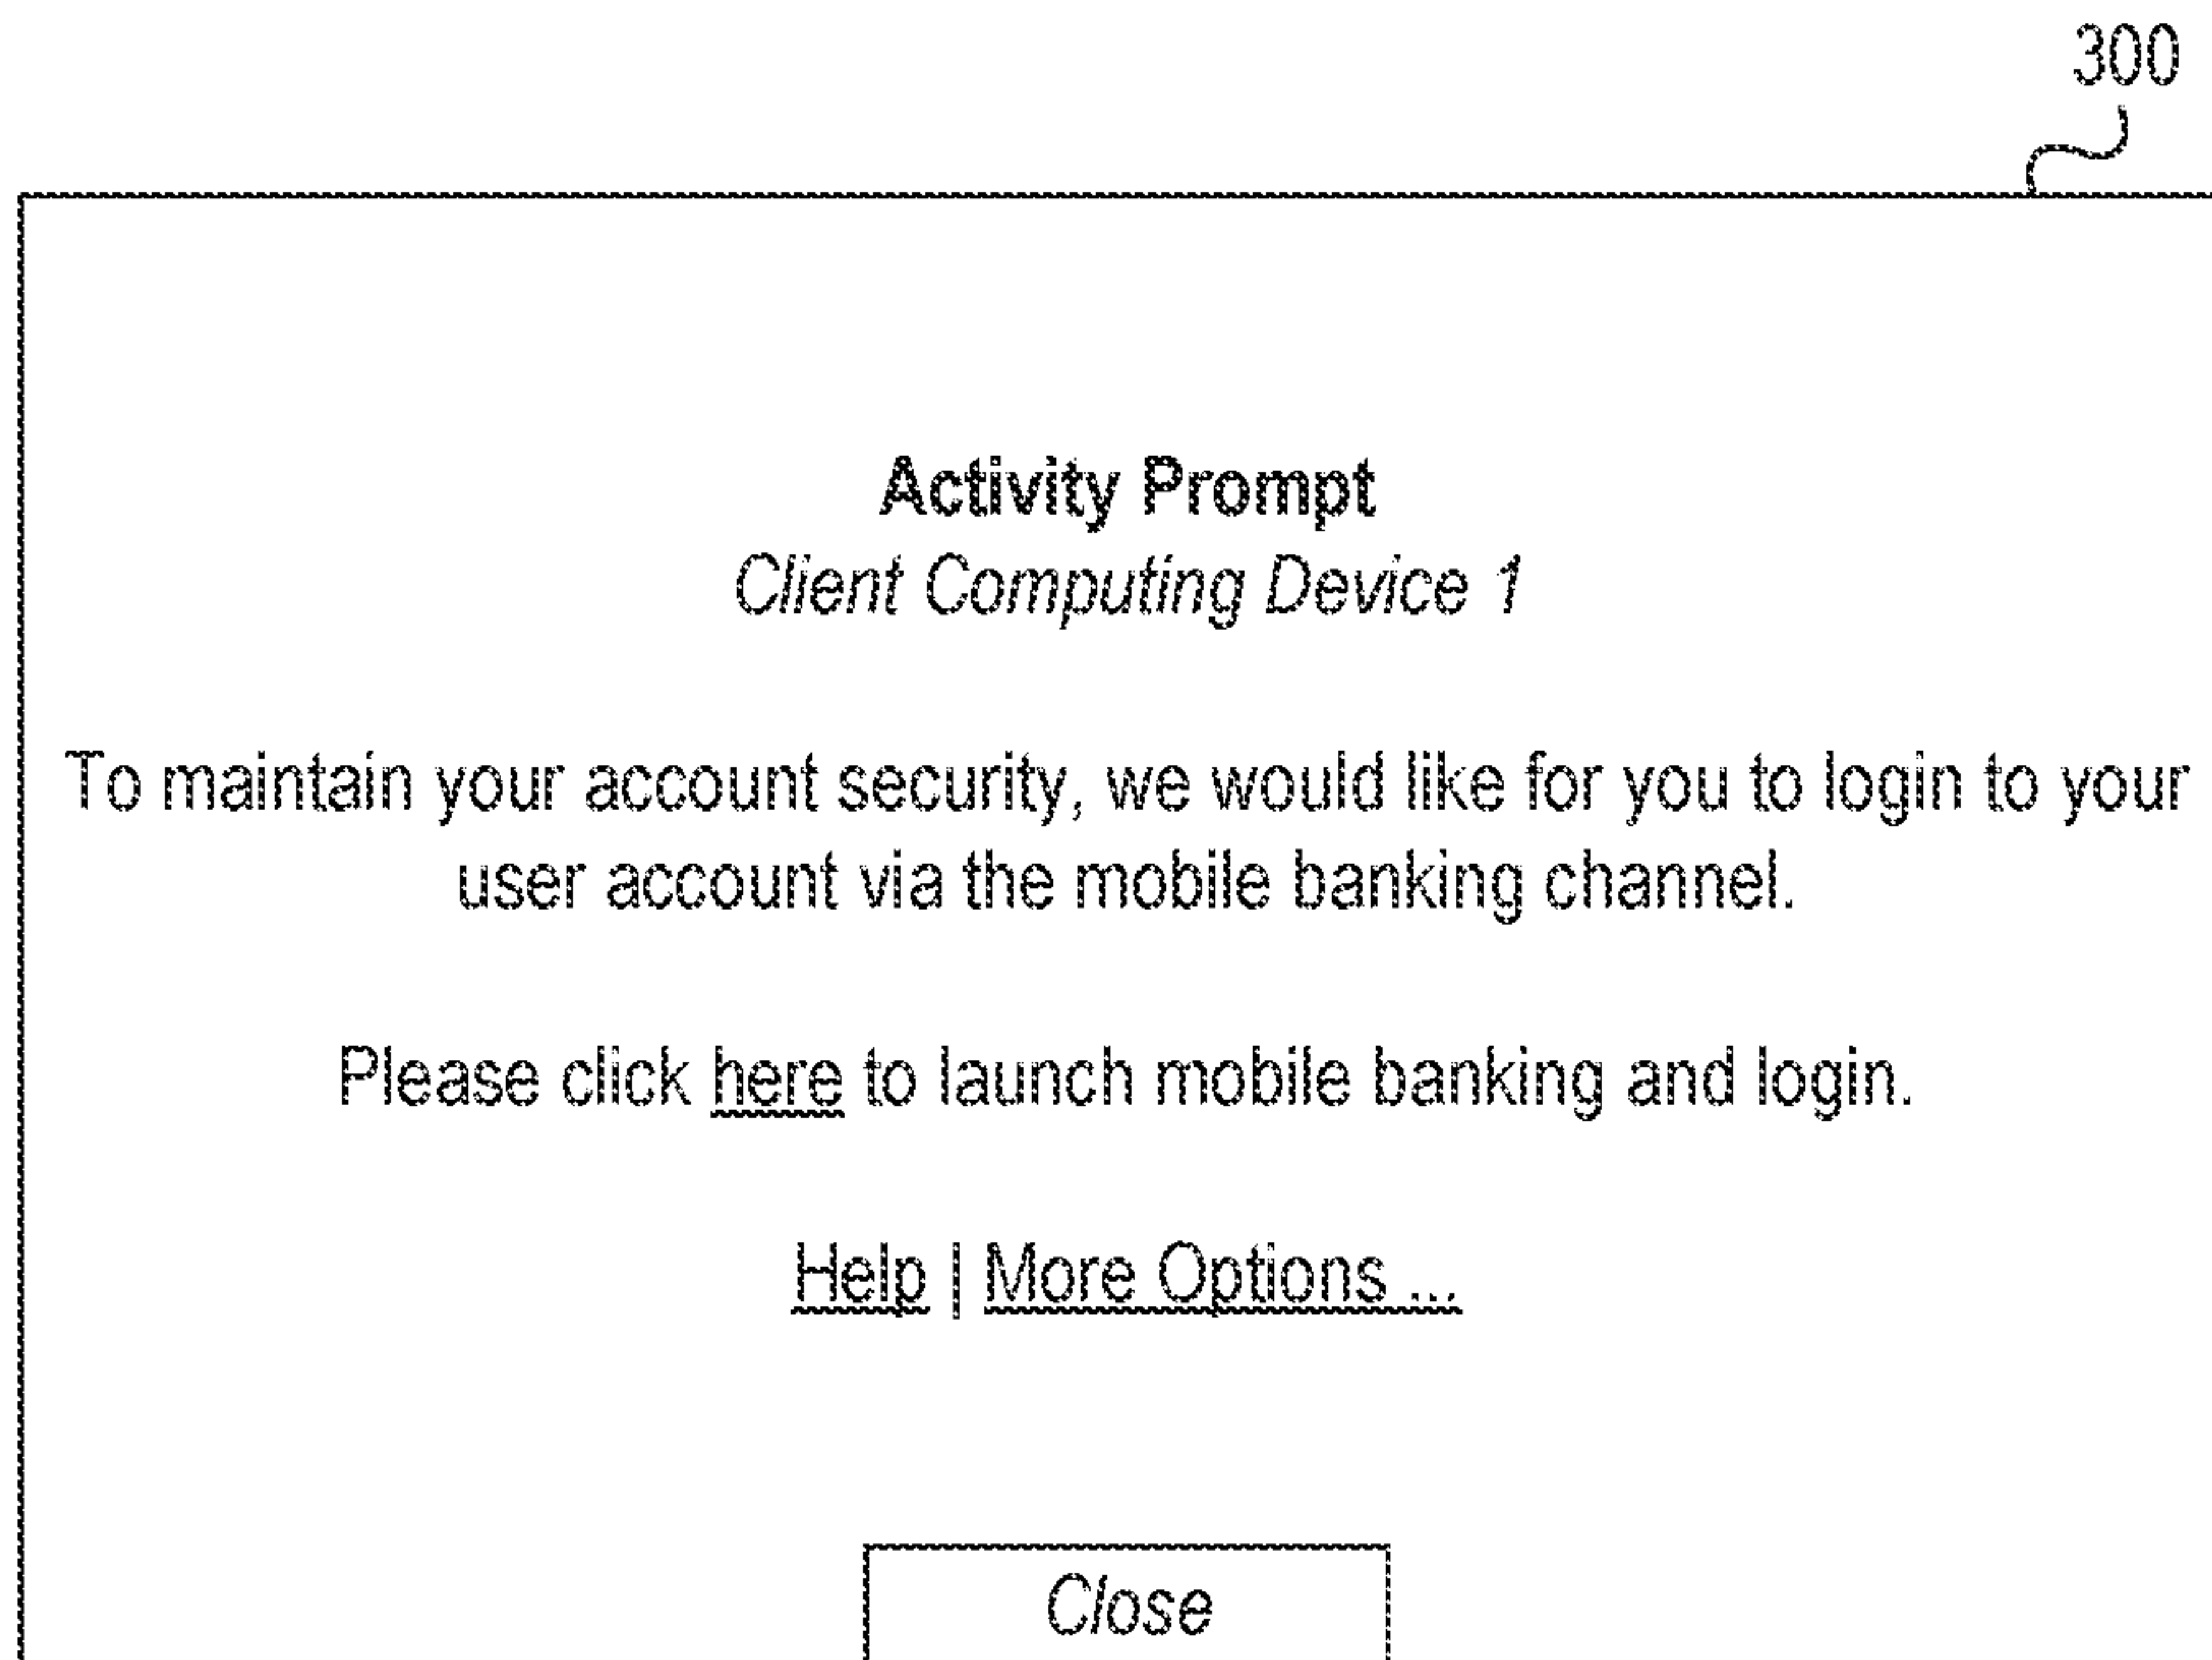 300
Activity Prompt
Client Computing Device 1
To maintain your account security, we would like for you to login to your
user account via the mobile banking channel.
Please click here to launch mobile banking and login.
Help | More Options ...
Close